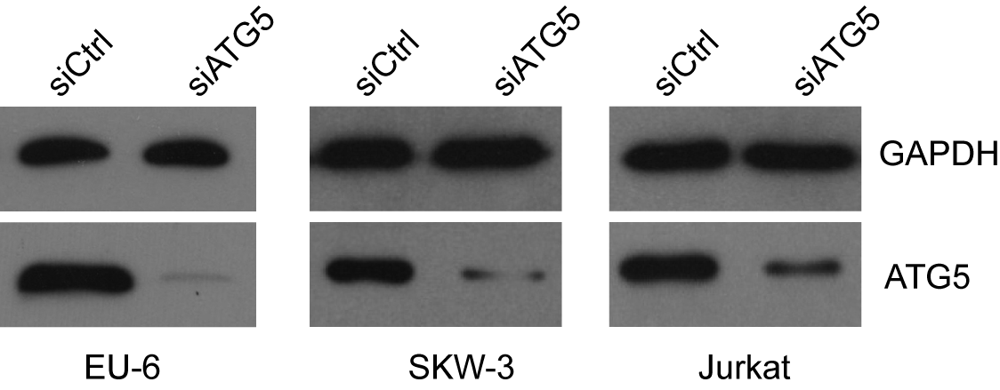 siCtrl siATG5 siCtrl siATG5 siCtrl siATG5
GAPDH
ATG5
EU-6 SKW-3 Jurkat